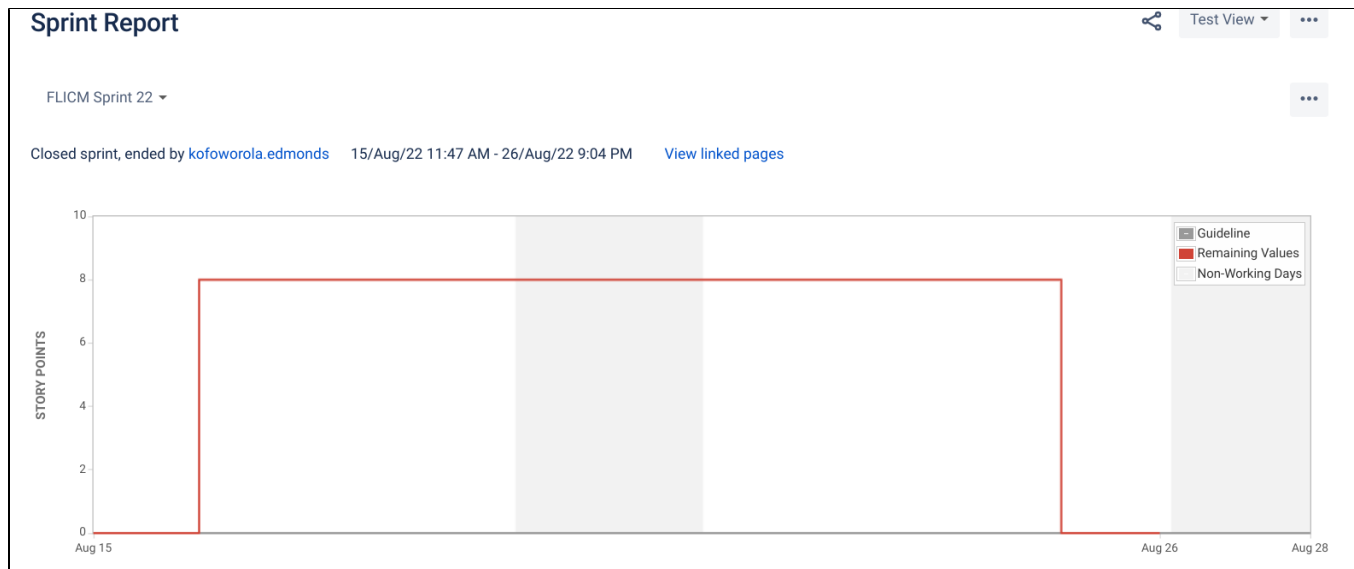 Sprint Report
Test View
FLICM Sprint 22
Closed sprint, ended by kofoworola.edmonds 15/Aug/22 11:47 AM - 26/Aug/22 9:04 PM View linked pages
10
8
6
4
2
0
STORY POINTS
Guideline
Remaining Values
Non-Working Days
Aug 15 Aug 26 Aug 28